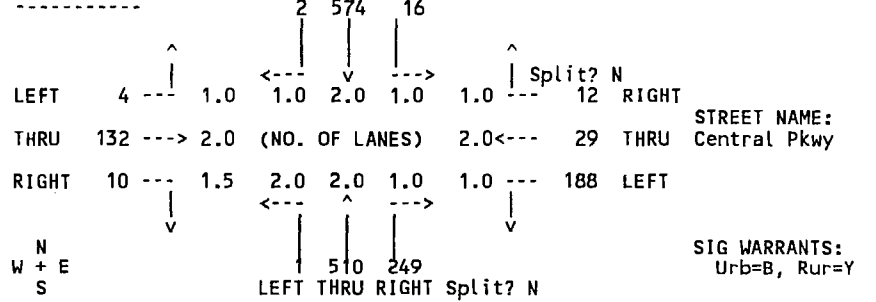 -----------
2 574 16
^ ^
<--- v ---> | Split? N
LEFT 4 --- 1.0 1.0 2.0 1.0 1.0 --- 12 RIGHT
STREET NAME:
THRU 132 ---> 2.0 (NO. OF LANES) 2.0<--- 29 THRU Central Pkwy
RIGHT 10 --- 1.5 2.0 2.0 1.0 1.0 --- 188 LEFT
<--- ^ --->
v v
N SIG WARRANTS:
W + E 1 510 249 Urb=B, Rur=Y
S LEFT THRU RIGHT Split? N